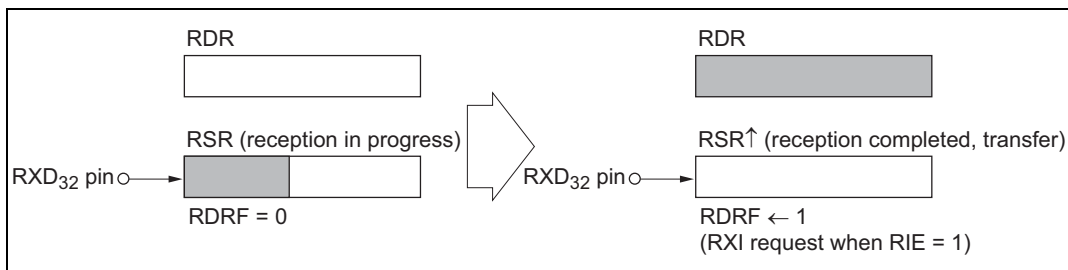 RDR
RSR (reception in progress)
RXD32 pin
RDRF = 0
RDR
RSR↑ (reception completed, transfer)
RXD32 pin
RDRF ← 1
(RXI request when RIE = 1)